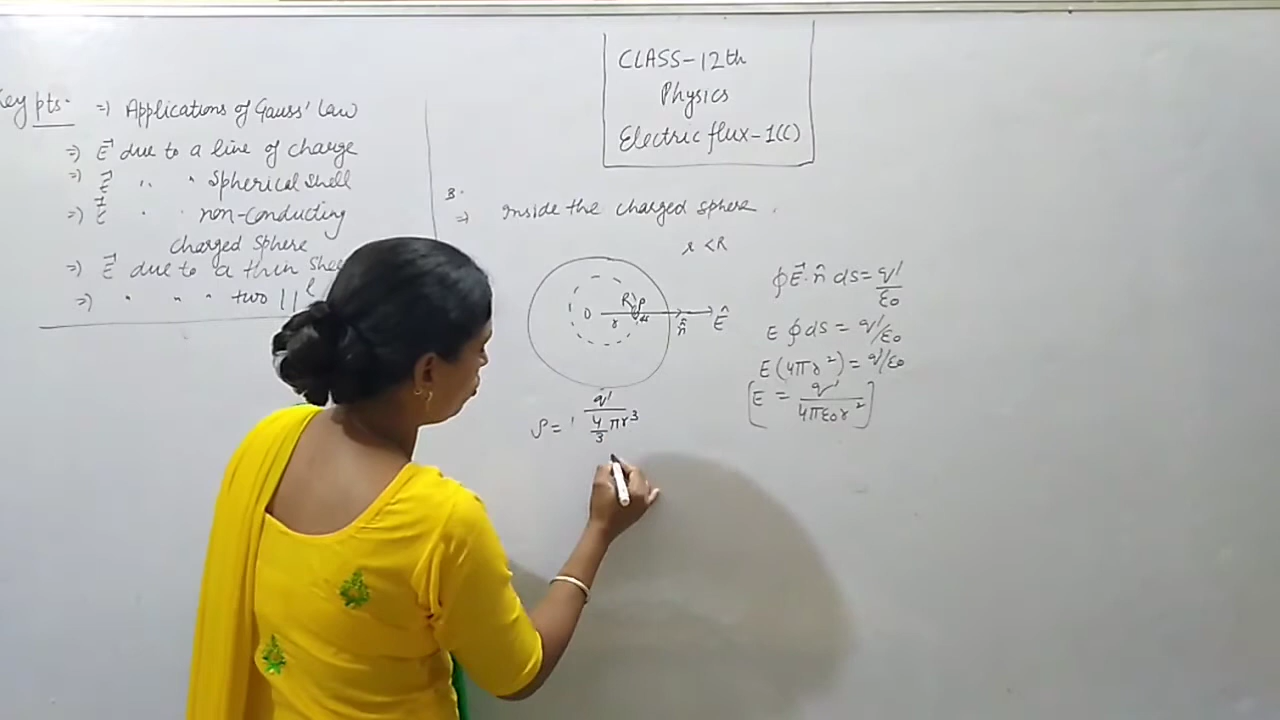 Key pts. => Applications of Gauss' Law
=> E⃗ due to a line of charge
=> E⃗ " " Spherical shell
=> E⃗ " " non-conducting
charged sphere
=> E⃗ due to a thin
=> " " " two ||
CLASS-12th
Physics
Electric flux-1(C)
3.
=> Inside the charged sphere.
r < R
O r R P ds n̂ E⃗
ρ = q' / 4/3 πr³
∮E⃗. n̂ ds = q'/ε₀
E ∮ds = q'/ε₀
E(4πr²) = q'/ε₀
[E = q' / 4πε₀r²]